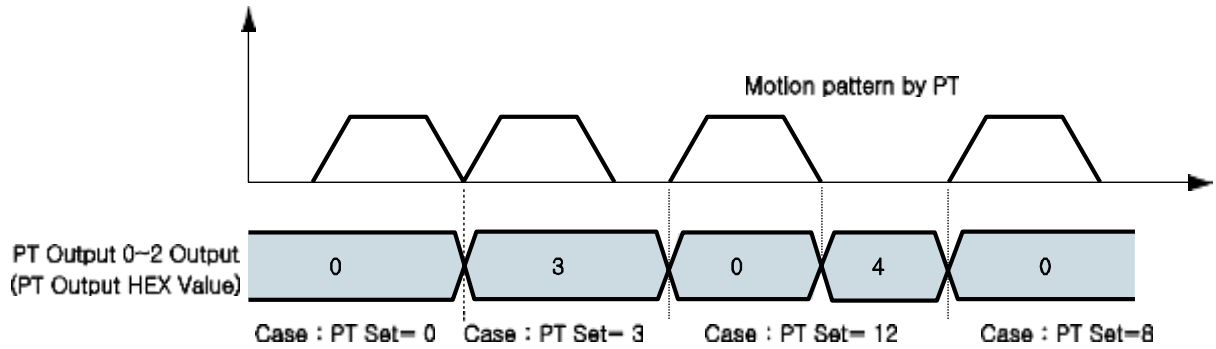 Motion pattern by PT
PT Output 0~2 Output
(PT Output HEX Value)
0
3
0
4
0
Case : PT Set= 0
Case : PT Set= 3
Case : PT Set= 12
Case : PT Set=8